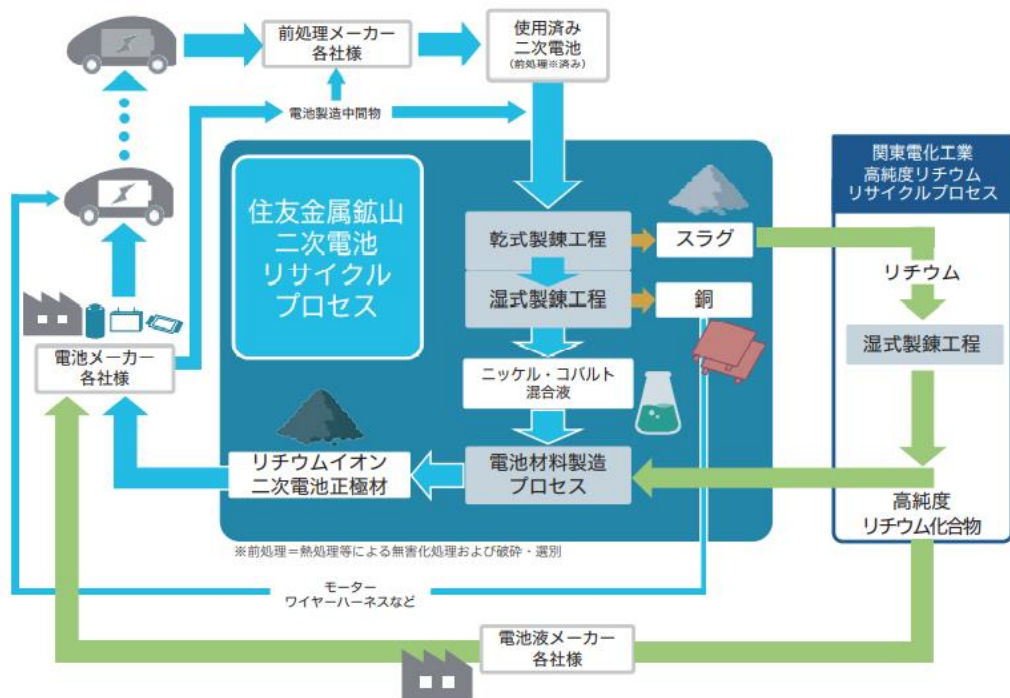 前処理メーカー
各社様
使用済み
二次電池
(前処理※済み)
電池製造中間物
住友金属鉱山
二次電池
リサイクル
プロセス
乾式製錬工程
スラグ
湿式製錬工程
銅
ニッケル・コバルト
混合液
電池材料製造
プロセス
リチウムイオン
二次電池正極材
電池メーカー
各社様
関東電化工業
高純度リチウム
リサイクルプロセス
リチウム
湿式製錬工程
高純度
リチウム化合物
※前処理＝熱処理等による無害化処理および破砕・選別
モーター
ワイヤーハーネスなど
電池液メーカー
各社様